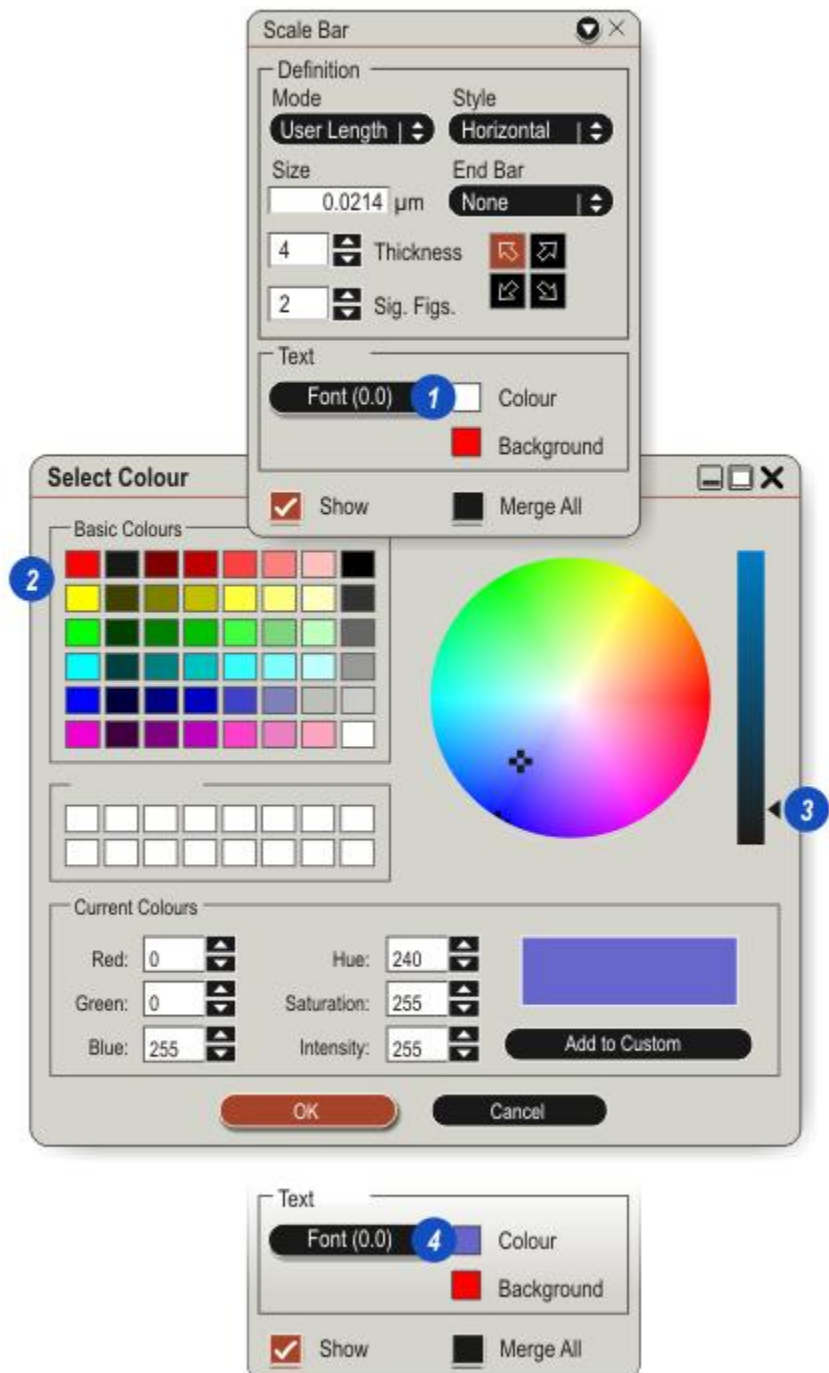 Scale Bar
Definition
Mode Style
User Length Horizontal
Size End Bar
0.0214 µm None
4 Thickness
2 Sig. Figs.
Text
Font (0.0) 1 Colour
Background
Show Merge All
Select Colour
Basic Colours
2
3
Current Colours
Red: 0 Hue: 240
Green: 0 Saturation: 255
Blue: 255 Intensity: 255
Add to Custom
OK Cancel
Text
Font (0.0) 4 Colour
Background
Show Merge All